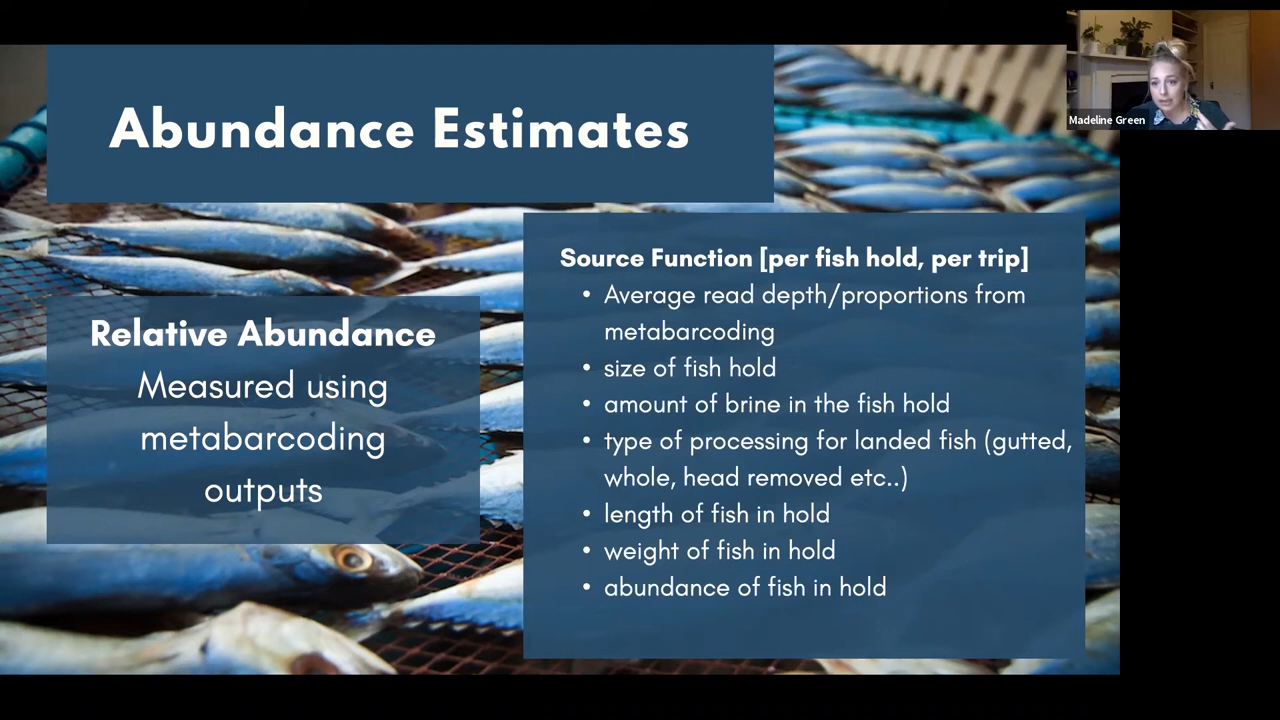 Abundance Estimates
Madeline Green
Relative Abundance
Measured using
metabarcoding
outputs
Source Function [per fish hold, per trip]
• Average read depth/proportions from
metabarcoding
• size of fish hold
• amount of brine in the fish hold
• type of processing for landed fish (gutted,
whole, head removed etc..)
• length of fish in hold
• weight of fish in hold
• abundance of fish in hold